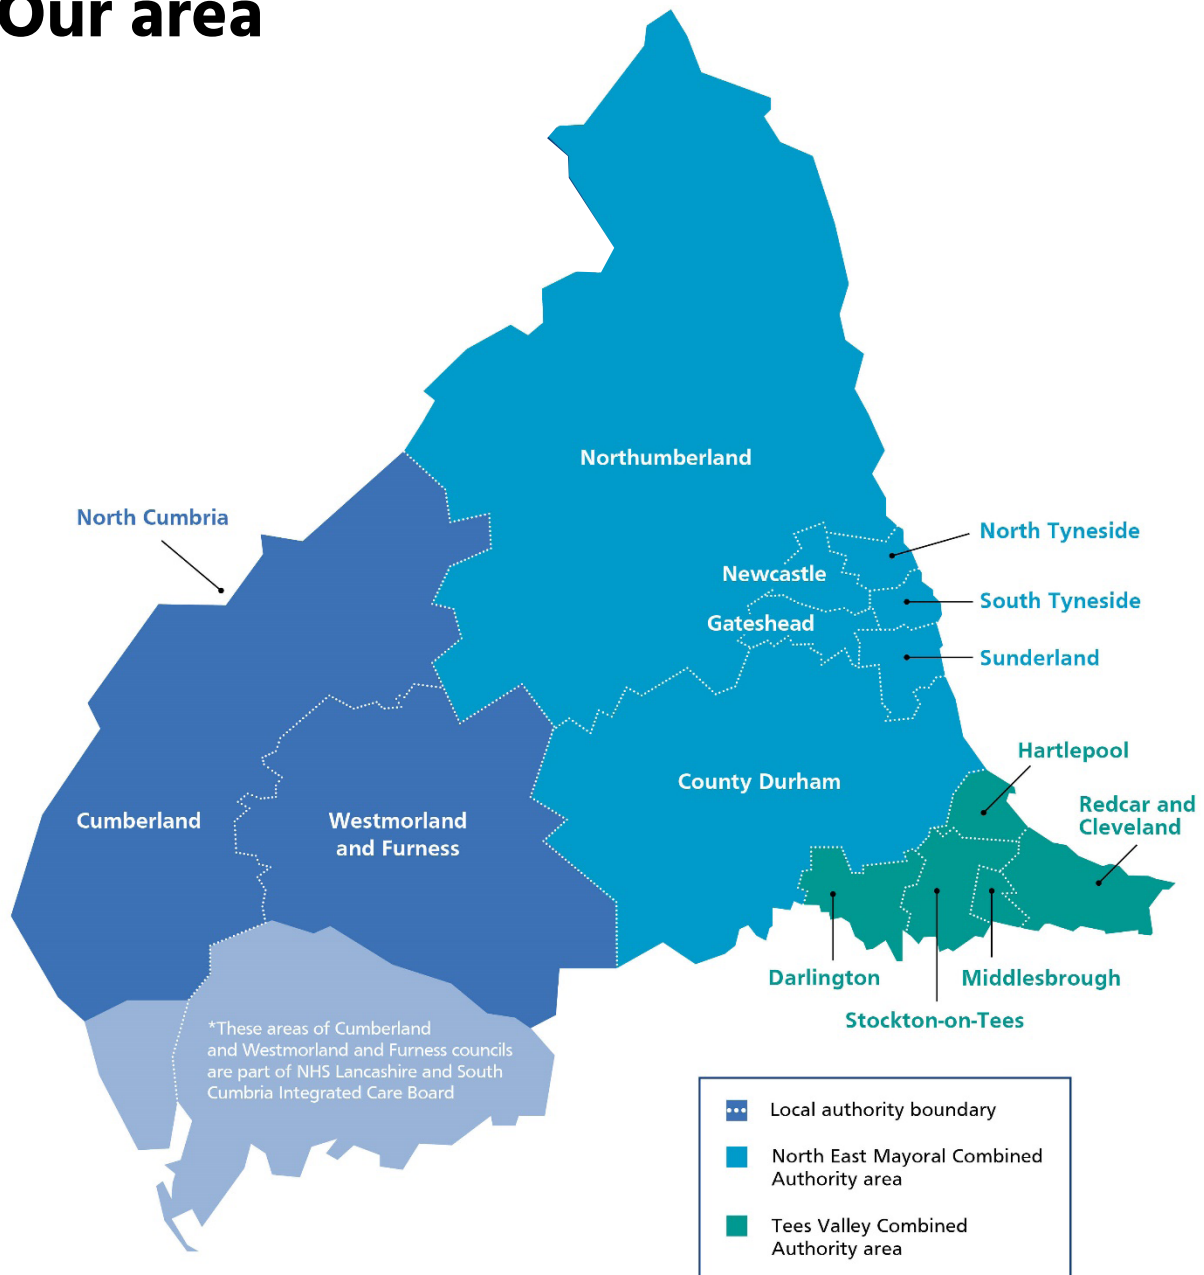 Our area
Northumberland
North Cumbria
North Tyneside
Newcastle
South Tyneside
Gateshead
Sunderland
Hartlepool
County Durham
Redcar and
Cleveland
Cumberland
Westmorland
and Furness
Darlington
Middlesbrough
Stockton-on-Tees
*These areas of Cumberland
and Westmorland and Furness councils
are part of NHS Lancashire and South
Cumbria Integrated Care Board
Local authority boundary
North East Mayoral Combined
Authority area
Tees Valley Combined
Authority area